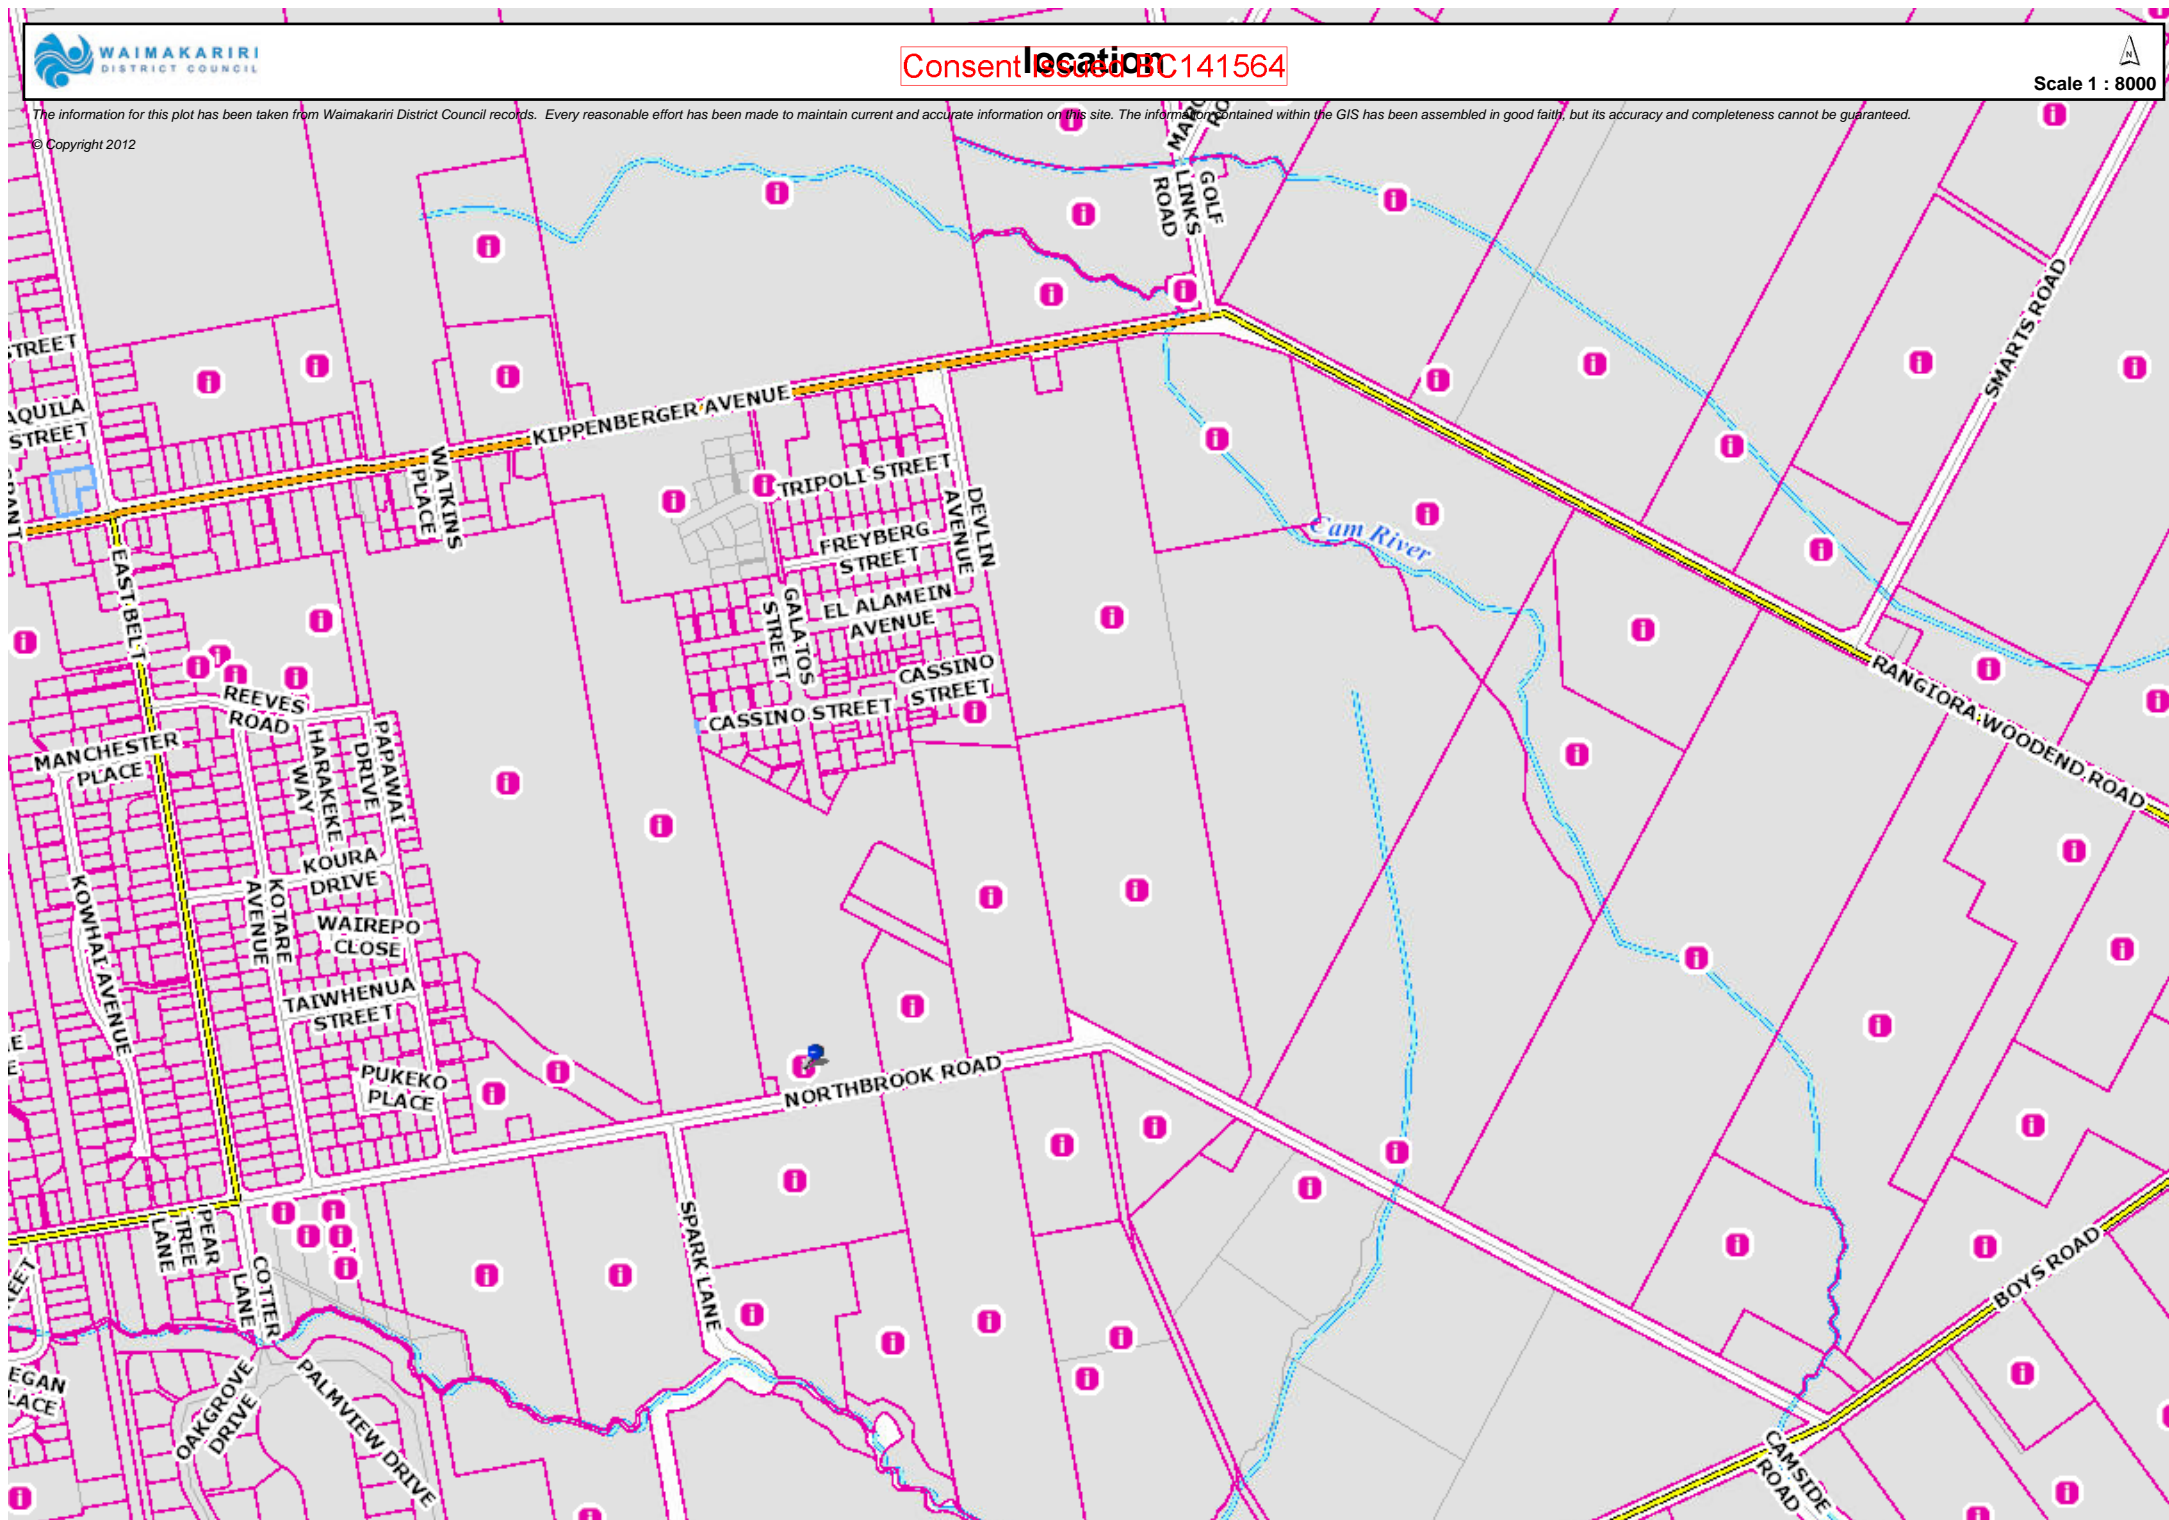 WAIMAKARIRI
DISTRICT COUNCIL
location
Consent Issued BC141564
N
Scale 1 : 8000
The information for this plot has been taken from Waimakariri District Council records. Every reasonable effort has been made to maintain current and accurate information on this site. The information contained within the GIS has been assembled in good faith, but its accuracy and completeness cannot be guaranteed.
© Copyright 2012
GOLF
LINKS
ROAD
SMARTS ROAD
TREET
AQUILA
STREET
KIPPENBERGER AVENUE
WATKINS
PLACE
TRIPOLI STREET
DEVLIN
AVENUE
FREYBERG
STREET
Cam River
EAST BELT
GALATOS
STREET
EL ALAMEIN
AVENUE
CASSINO
STREET
CASSINO STREET
RANGIORA WOODEND ROAD
REEVES
ROAD
MANCHESTER
PLACE
HARAKEKE
WAY
PAPAWAI
DRIVE
KOURA
DRIVE
KOWHAI AVENUE
KOTARE
AVENUE
WAIREPO
CLOSE
TAIWHENUA
STREET
PUKEKO
PLACE
NORTHBROOK ROAD
PEAR
TREE
LANE
COTTER
LANE
SPARK LANE
BOYS ROAD
EGAN
LACE
OAKGROVE
DRIVE
PALMVIEW DRIVE
CAMSIDE
ROAD